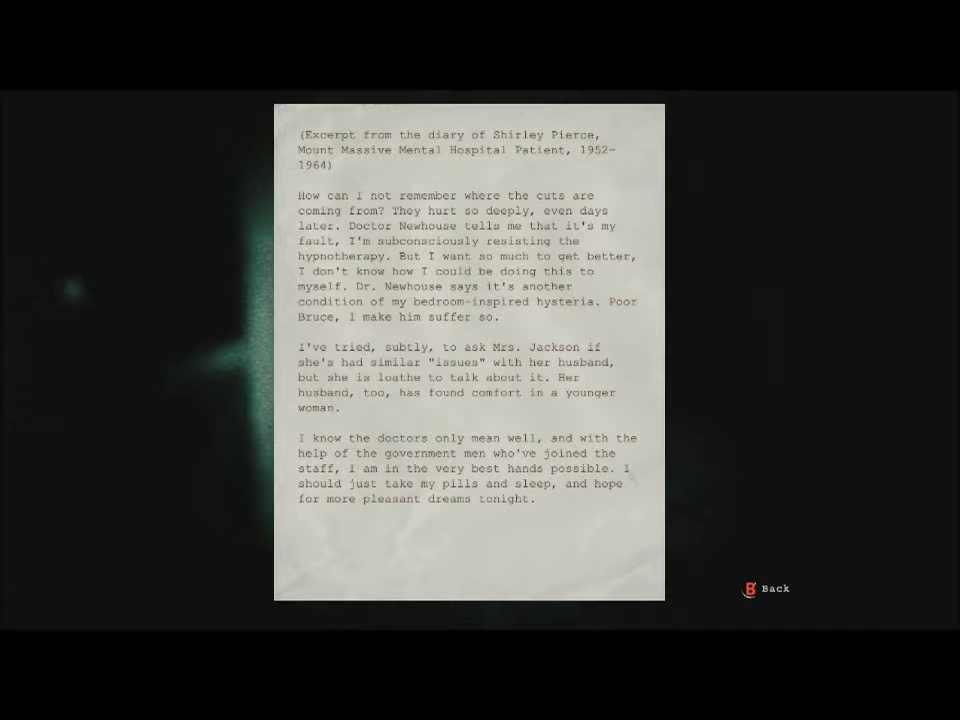 (Excerpt from the diary of Shirley Pierce,
Mount Massive Mental Hospital Patient, 1952-
1964)
How can I not remember where the cuts are
coming from? They hurt so deeply, even days
later. Doctor Newhouse tells me that it's my
fault, I'm subconsciously resisting the
hypnotherapy. But I want so much to get better,
I don't know how I could be doing this to
myself. Dr. Newhouse says it's another
condition of my bedroom-inspired hysteria. Poor
Bruce, I make him suffer so.
I've tried, subtly, to ask Mrs. Jackson if
she's had similar "issues" with her husband,
but she is loathe to talk about it. Her
husband, too, has found comfort in a younger
woman.
I know the doctors only mean well, and with the
help of the government men who've joined the
staff, I am in the very best hands possible. I
should just take my pills and sleep, and hope
for more pleasant dreams tonight.
B Back